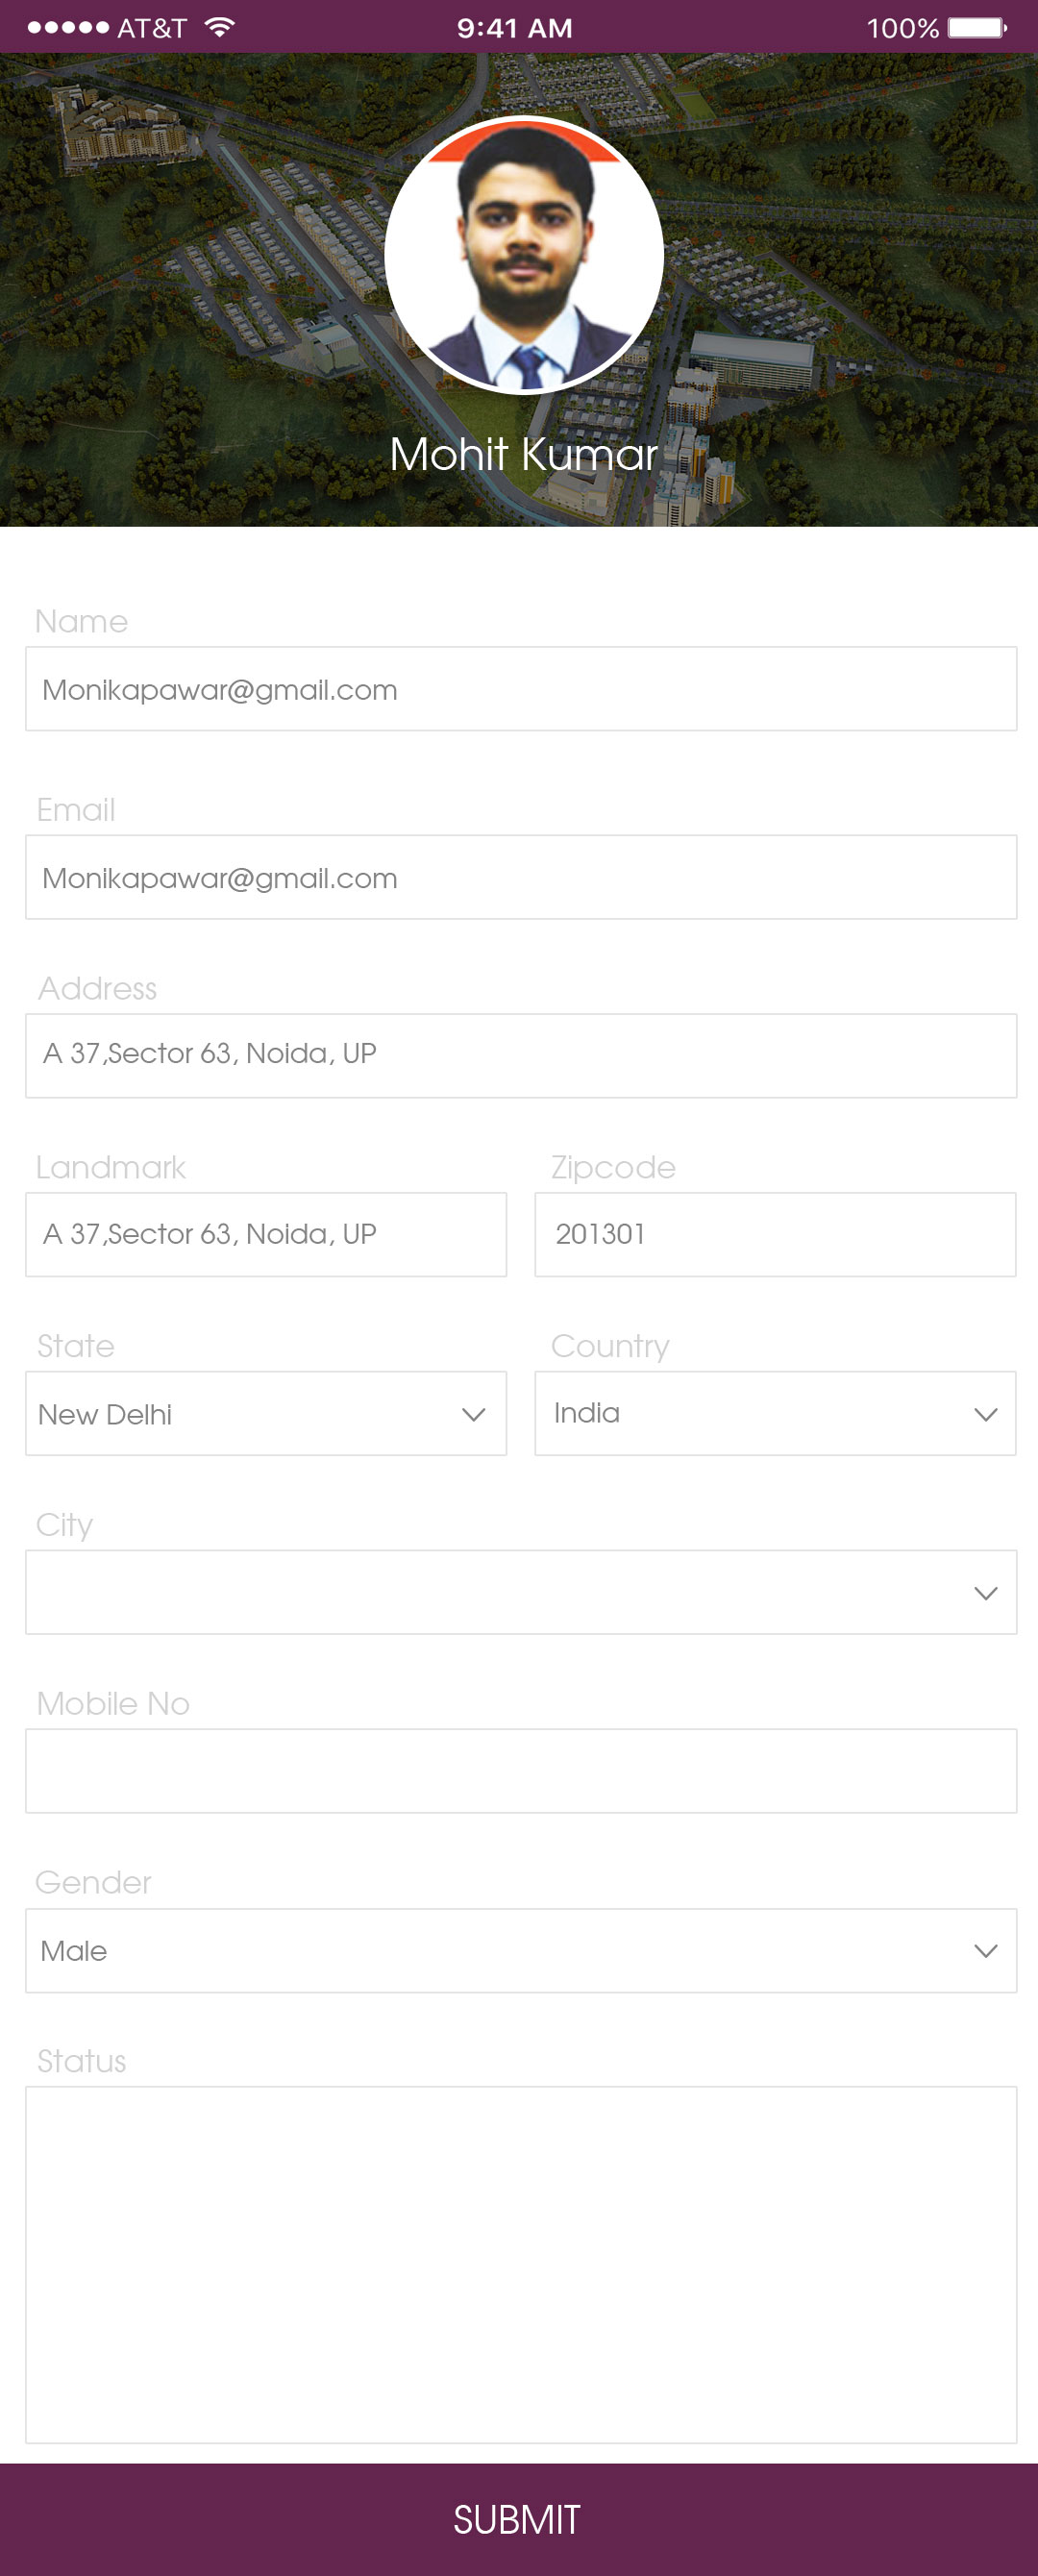 AT&T 9:41 AM 100%
Mohit Kumar
Name
Monikapawar@gmail.com
Email
Monikapawar@gmail.com
Address
A 37,Sector 63, Noida, UP
Landmark Zipcode
A 37,Sector 63, Noida, UP 201301
State Country
New Delhi India
City
Mobile No
Gender
Male
Status
SUBMIT